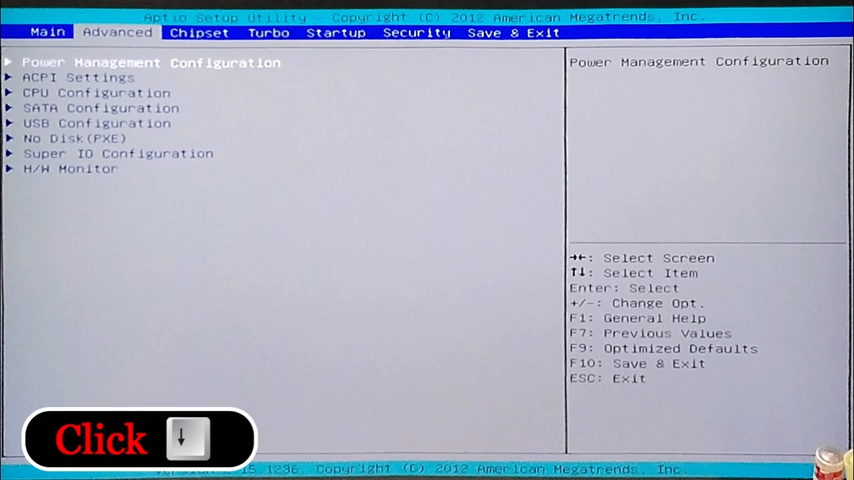 Aptio Setup Utility - Copyright (C) 2012 American Megatrends, Inc.
Main Advanced Chipset Turbo Startup Security Save & Exit
Power Management Configuration
ACPI Settings
CPU Configuration
SATA Configuration
USB Configuration
No Disk(PXE)
Super IO Configuration
H/W Monitor
Power Management Configuration
→←: Select Screen
↑↓: Select Item
Enter: Select
+/-: Change Opt.
F1: General Help
F7: Previous Values
F9: Optimized Defaults
F10: Save & Exit
ESC: Exit
Click ↓
15.1236. Copyright (C) 2012 American Megatrends, Inc.